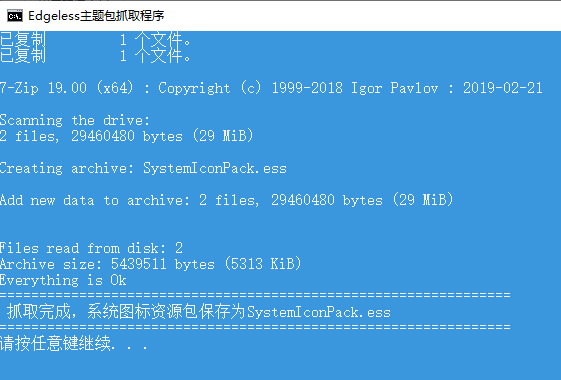 Edgeless主题包抓取程序
已复制         1 个文件。
已复制         1 个文件。
7-Zip 19.00 (x64) : Copyright (c) 1999-2018 Igor Pavlov : 2019-02-21
Scanning the drive:
2 files, 29460480 bytes (29 MiB)
Creating archive: SystemIconPack.ess
Add new data to archive: 2 files, 29460480 bytes (29 MiB)
Files read from disk: 2
Archive size: 5439511 bytes (5313 KiB)
Everything is Ok
===============================================================
抓取完成，系统图标资源包保存为SystemIconPack.ess
===============================================================
请按任意键继续. . .